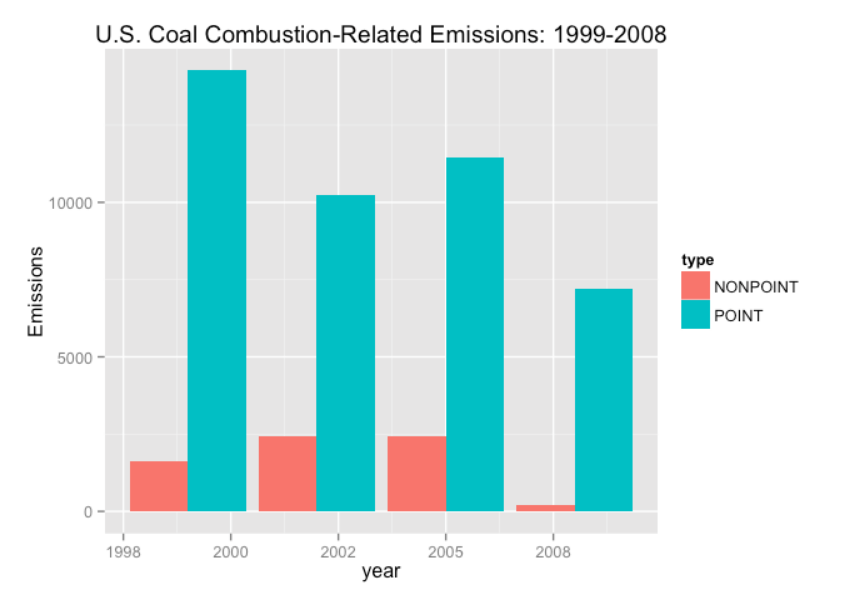 U.S. Coal Combustion-Related Emissions: 1999-2008
Emissions
10000
5000
0
1998 2000 2002 2005 2008
year
type
NONPOINT
POINT